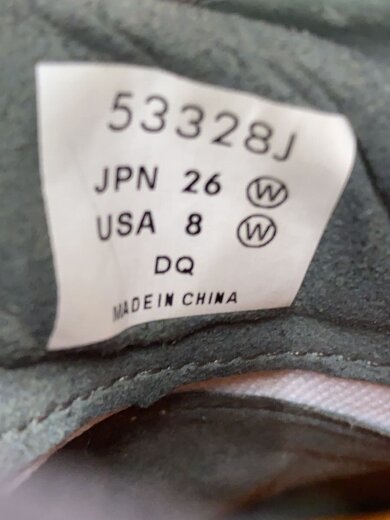 53328J
JPN 26 Ⓦ
USA 8 Ⓦ
DQ
MADE IN CHINA